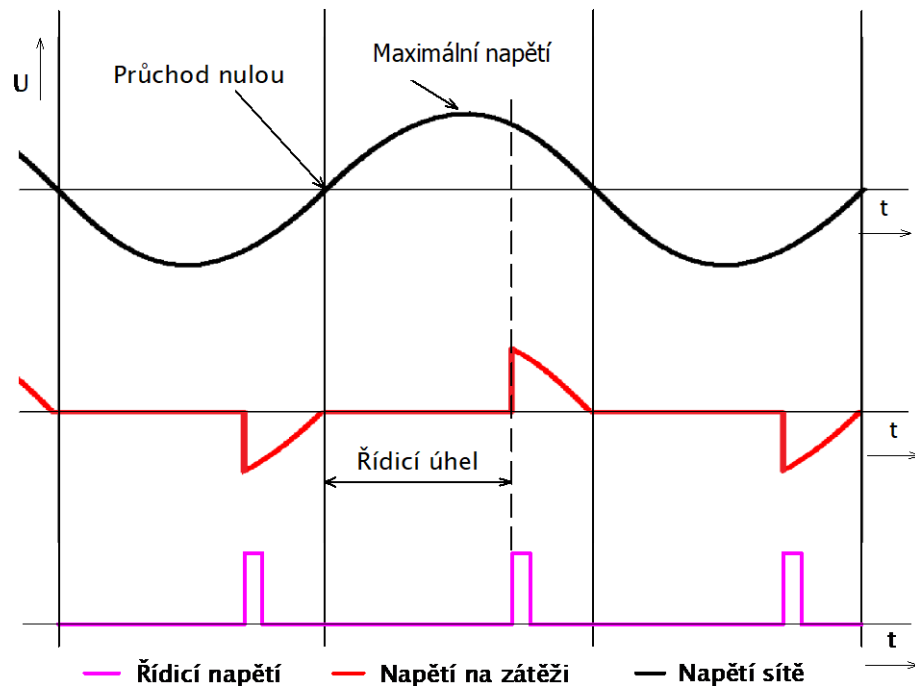 Maximální napětí
Průchod nulou
U
t
t
Řídicí úhel
t
Řídicí napětí
Napětí na zátěži
Napětí sítě